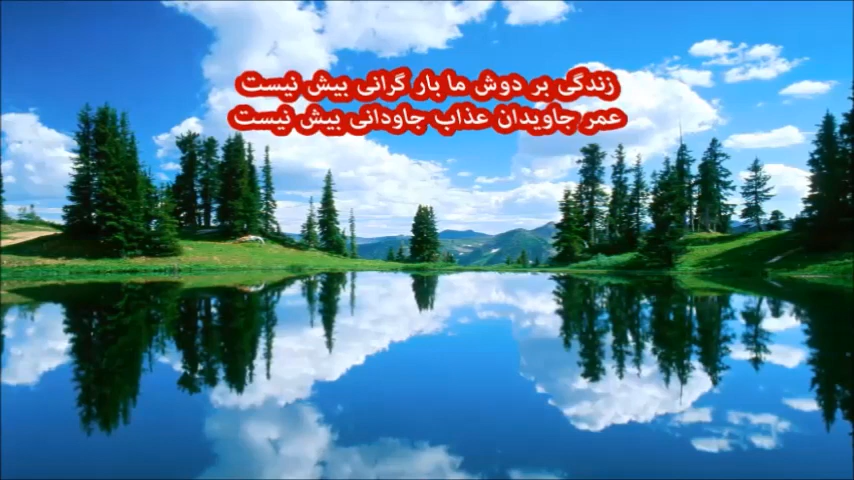 زندگی بر دوش ما بار گرانی بیش نیست
عمر جاویدان عذاب جاودانی بیش نیست